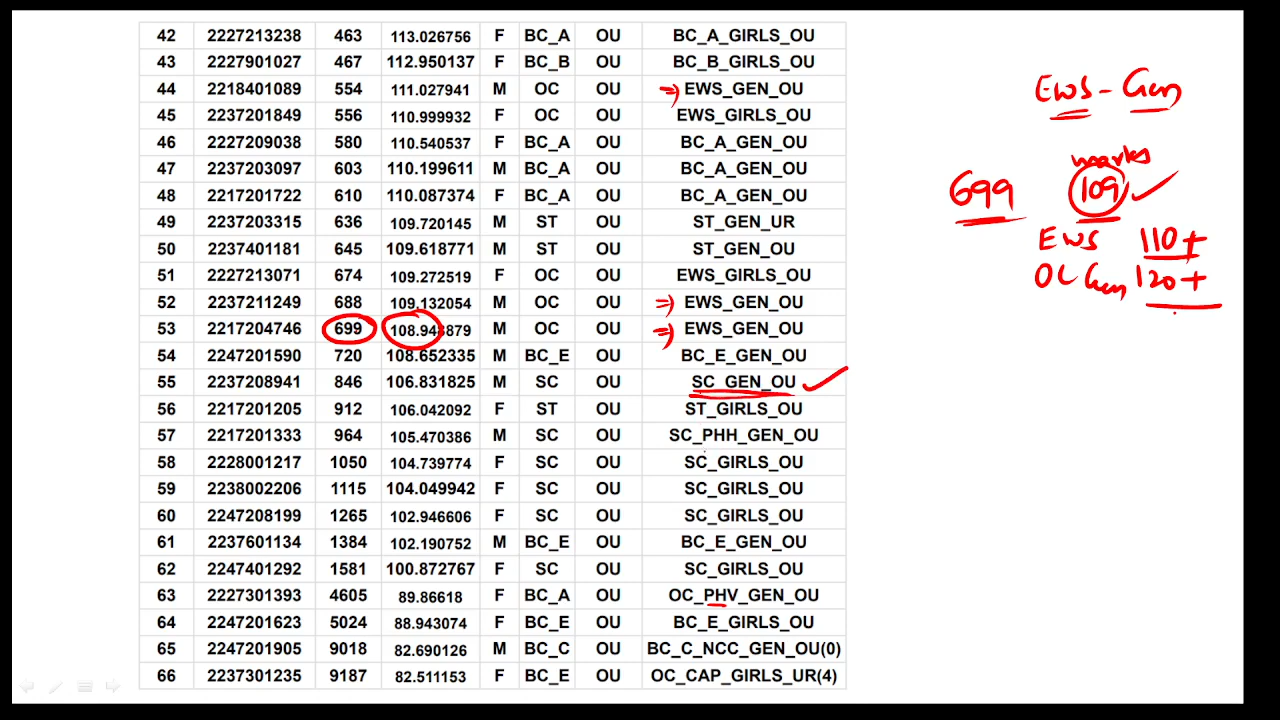 42 2227213238 463 113.026756 F BC_A OU BC_A_GIRLS_OU
43 2227901027 467 112.950137 F BC_B OU BC_B_GIRLS_OU
44 2218401089 554 111.027941 M OC OU EWS_GEN_OU
45 2237201849 556 110.999932 F OC OU EWS_GIRLS_OU
46 2227209038 580 110.540537 F BC_A OU BC_A_GEN_OU
47 2237203097 603 110.199611 M BC_A OU BC_A_GEN_OU
48 2217201722 610 110.087374 F BC_A OU BC_A_GEN_OU
49 2237203315 636 109.720145 M ST OU ST_GEN_UR
50 2237401181 645 109.618771 M ST OU ST_GEN_OU
51 2227213071 674 109.272519 F OC OU EWS_GIRLS_OU
52 2237211249 688 109.132054 M OC OU EWS_GEN_OU
53 2217204746 699 M OC OU EWS_GEN_OU
54 2247201590 720 108.652335 M BC_E OU BC_E_GEN_OU
55 2237208941 846 106.831825 M SC OU SC_GEN_OU
56 2217201205 912 106.042092 F ST OU ST_GIRLS_OU
57 2217201333 964 105.470386 M SC OU SC_PHH_GEN_OU
58 2228001217 1050 104.739774 F SC OU SC_GIRLS_OU
59 2238002206 1115 104.049942 F SC OU SC_GIRLS_OU
60 2247208199 1265 102.946606 F SC OU SC_GIRLS_OU
61 2237601134 1384 102.190752 M BC_E OU BC_E_GEN_OU
62 2247401292 1581 100.872767 F SC OU SC_GIRLS_OU
63 2227301393 4605 89.86618 F BC_A OU OC_PHV_GEN_OU
64 2247201623 5024 88.943074 F BC_E OU BC_E_GIRLS_OU
65 2247201905 9018 82.690126 M BC_C OU BC_C_NCC_GEN_OU(0)
66 2237301235 9187 82.511153 F BC_E OU OC_CAP_GIRLS_UR(4)
EWS - Gen
marks
699 109
EWS 110+
OC Gen 120+